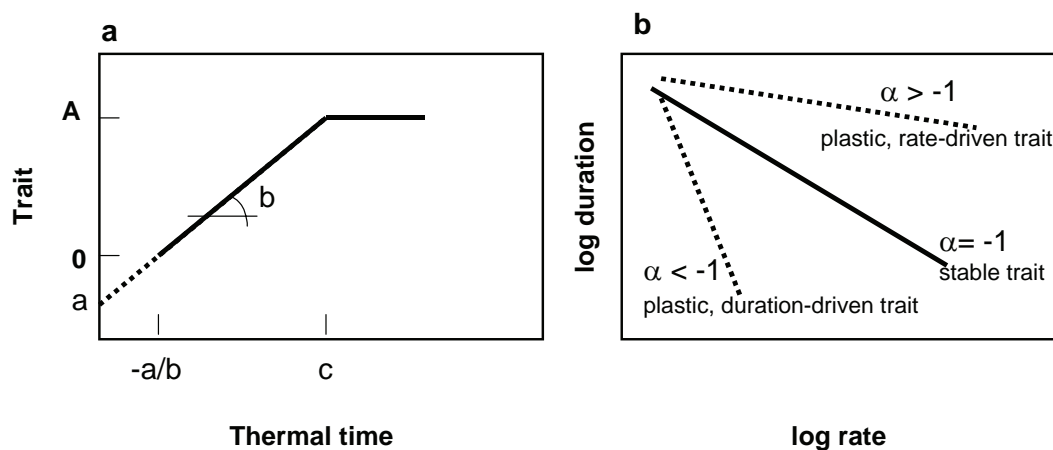 a
A
Trait
b
0
a
-a/b
c
Thermal time
b
α > -1
plastic, rate-driven trait
log duration
α= -1
stable trait
α < -1
plastic, duration-driven trait
log rate